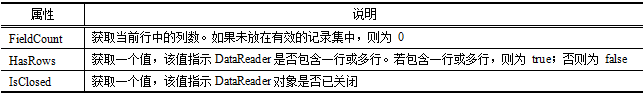 属性 说明
FieldCount 获取当前行中的列数。如果未放在有效的记录集中，则为 0
HasRows 获取一个值，该值指示 DataReader 是否包含一行或多行。若包含一行或多行，则为 true；否则为 false
IsClosed 获取一个值，该值指示 DataReader 对象是否已关闭